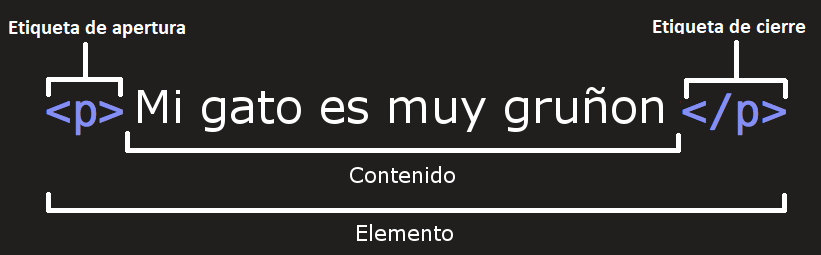 Etiqueta de apertura
Etiqueta de cierre
<p>Mi gato es muy gruñon</p>
Contenido
Elemento